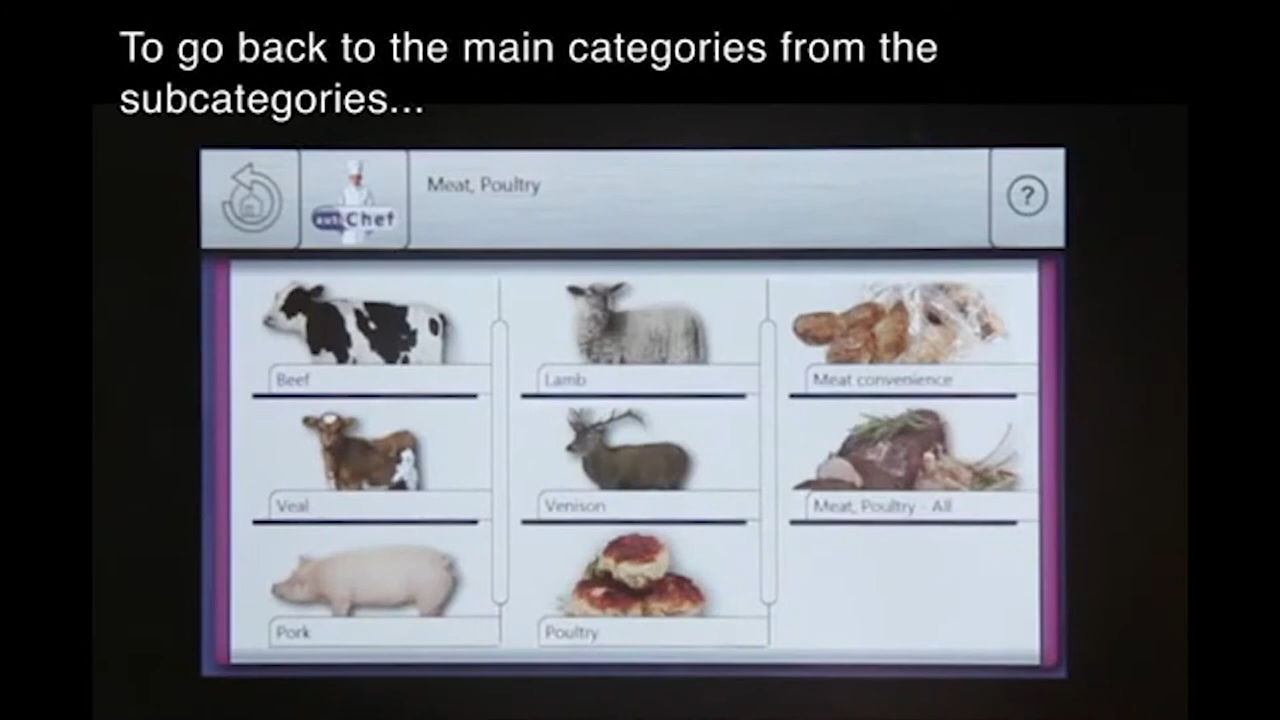 To go back to the main categories from the
subcategories...
Meat, Poultry
autoChef
?
Beef
Lamb
Meat convenience
Veal
Venison
Meat, Poultry - All
Pork
Poultry